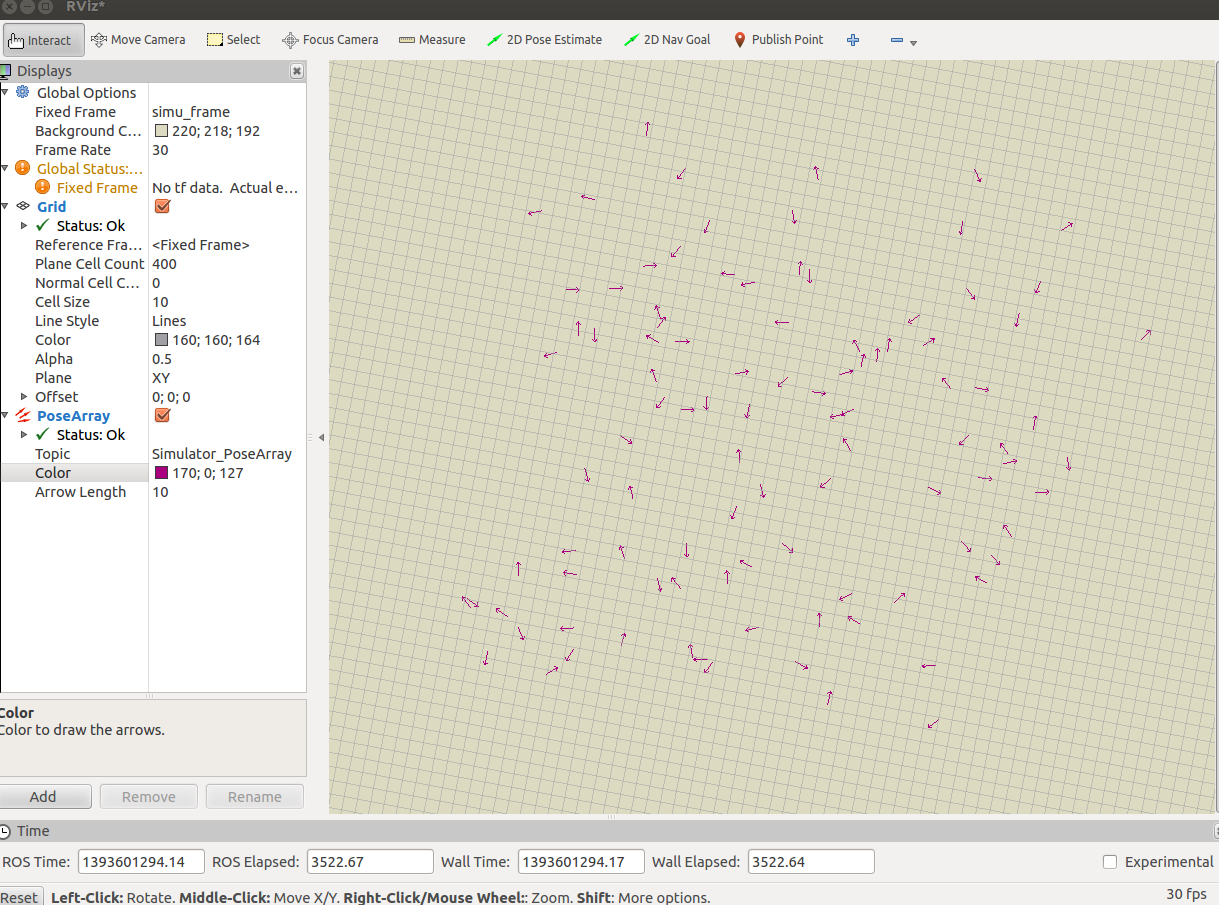 RViz*
Interact Move Camera Select Focus Camera Measure 2D Pose Estimate 2D Nav Goal Publish Point
Displays
Global Options
Fixed Frame simu_frame
Background C... 220; 218; 192
Frame Rate 30
Global Status:...
Fixed Frame No tf data. Actual e...
Grid
Status: Ok
Reference Fra... <Fixed Frame>
Plane Cell Count 400
Normal Cell C... 0
Cell Size 10
Line Style Lines
Color 160; 160; 164
Alpha 0.5
Plane XY
Offset 0; 0; 0
PoseArray
Status: Ok
Topic Simulator_PoseArray
Color 170; 0; 127
Arrow Length 10
Color
Color to draw the arrows.
Add Remove Rename
Time
ROS Time: 1393601294.14 ROS Elapsed: 3522.67 Wall Time: 1393601294.17 Wall Elapsed: 3522.64 Experimental
Reset Left-Click: Rotate. Middle-Click: Move X/Y. Right-Click/Mouse Wheel:: Zoom. Shift: More options. 30 fps